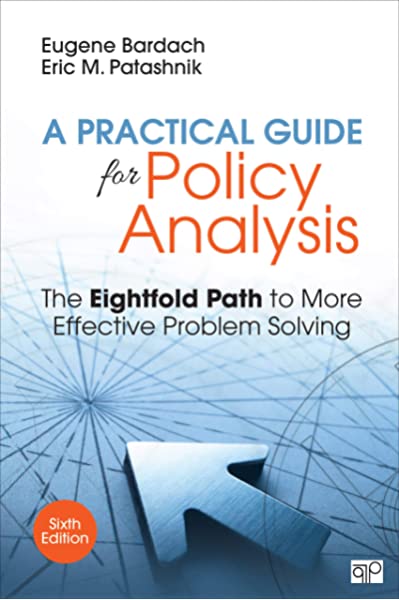 Eugene Bardach
Eric M. Patashnik
A PRACTICAL GUIDE
for Policy
Analysis
The Eightfold Path to More
Effective Problem Solving
Sixth
Edition